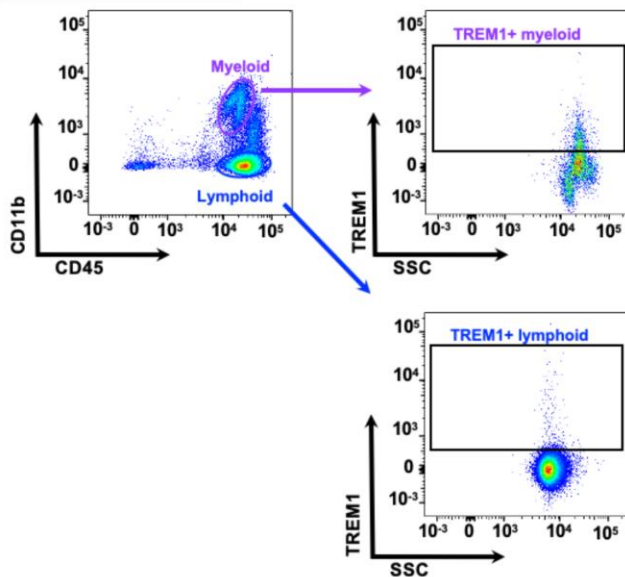 10⁵
10⁴
10³
0
10⁻³
CD11b
Myeloid
Lymphoid
10⁻³ 0 10³ 10⁴ 10⁵
CD45
10⁵
10⁴
10³
0
10⁻³
TREM1
TREM1+ myeloid
10⁻³ 0 10³ 10⁴ 10⁵
SSC
10⁵
10⁴
10³
0
10⁻³
TREM1
TREM1+ lymphoid
10⁻³ 0 10³ 10⁴ 10⁵
SSC